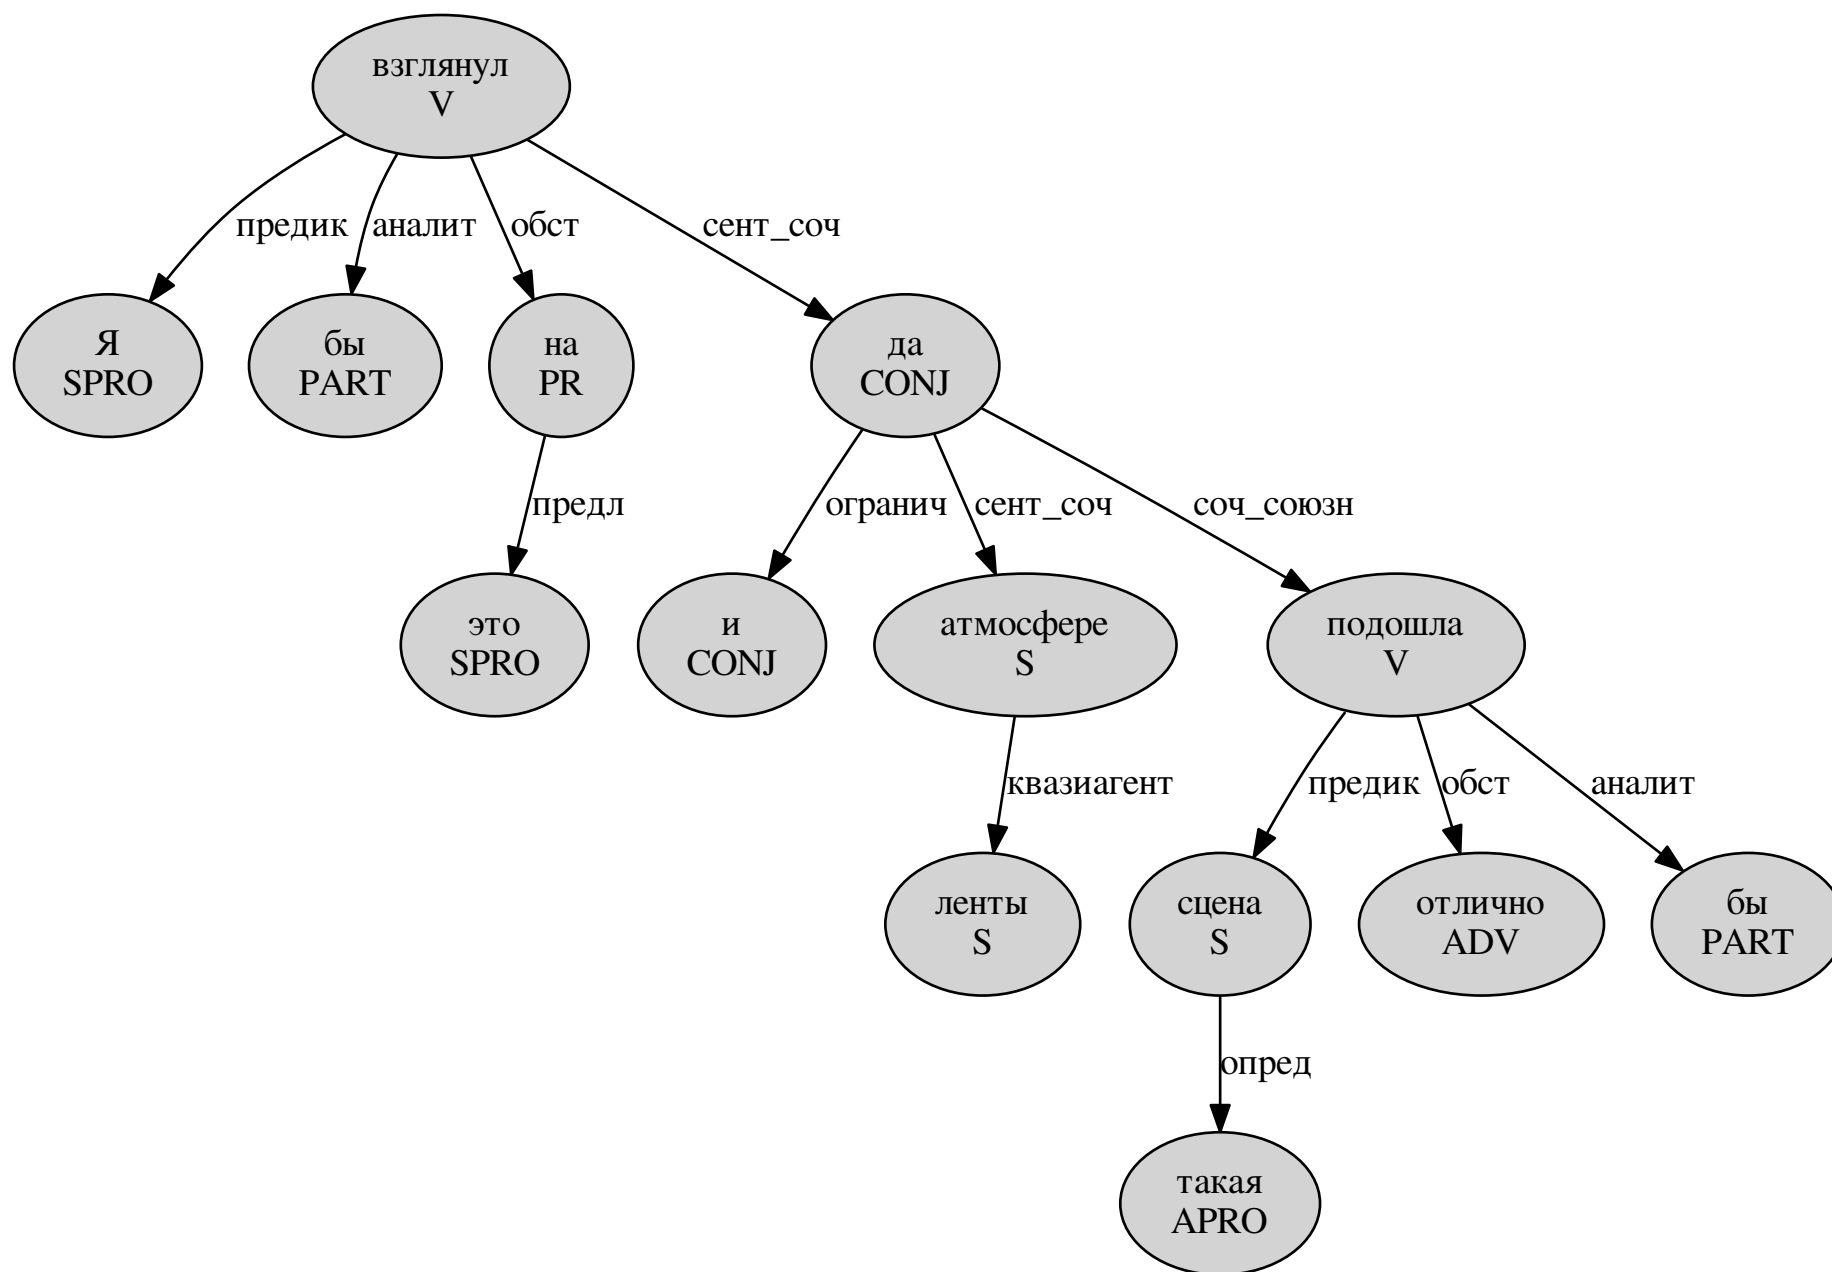 взглянул
V
предик
аналит
обст
сент_соч
Я
SPRO
бы
PART
на
PR
да
CONJ
предл
огранич
сент_соч
соч_союзн
это
SPRO
и
CONJ
атмосфере
S
подошла
V
квазиагент
предик
обст
аналит
ленты
S
сцена
S
отлично
ADV
бы
PART
опред
такая
APRO